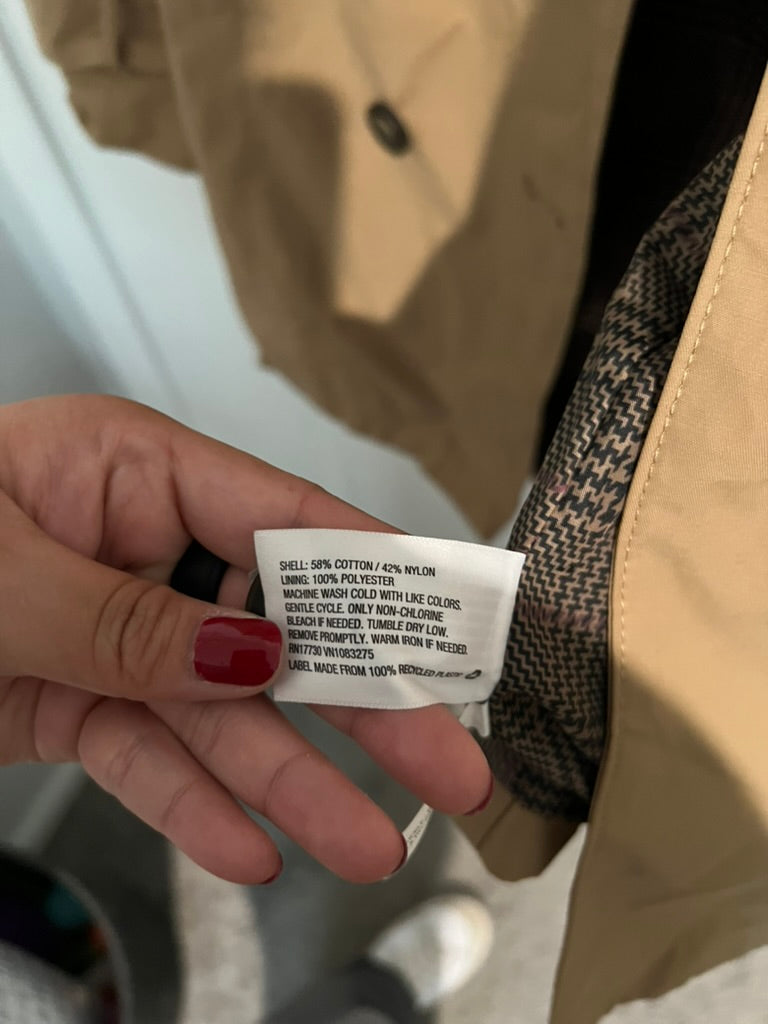 SHELL: 58% COTTON / 42% NYLON
LINING: 100% POLYESTER
MACHINE WASH COLD WITH LIKE COLORS.
GENTLE CYCLE. ONLY NON-CHLORINE
BLEACH IF NEEDED. TUMBLE DRY LOW.
REMOVE PROMPTLY. WARM IRON IF NEEDED.
RN17730 VN1083275
LABEL MADE FROM 100% RECYCLED PLASTIC